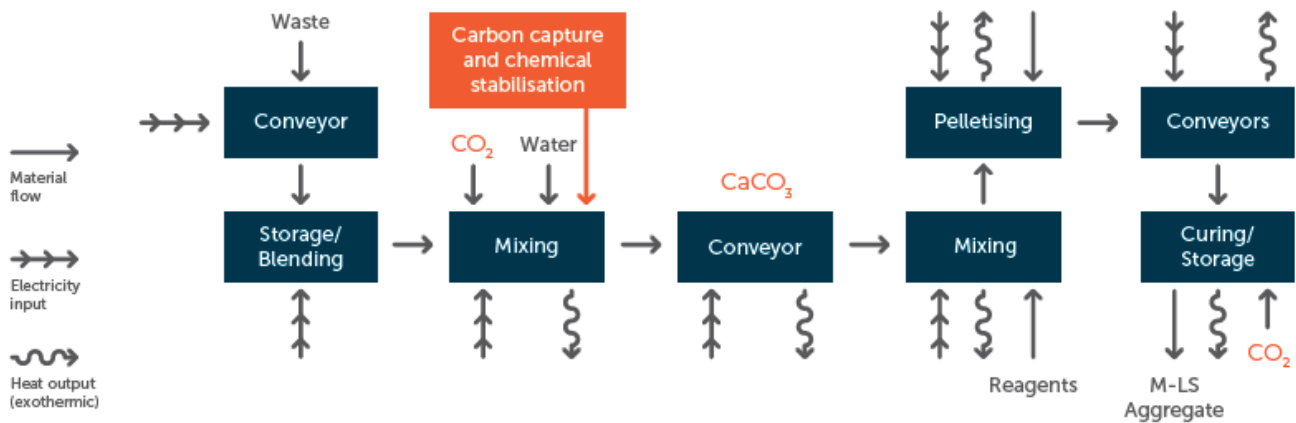 Waste
Carbon capture
and chemical
stabilisation
Conveyor
Pelletising
Conveyors
CO₂
Water
Material
flow
CaCO₃
Storage/
Blending
Mixing
Conveyor
Mixing
Curing/
Storage
Electricity
input
Heat output
(exothermic)
Reagents
M-LS
Aggregate
CO₂